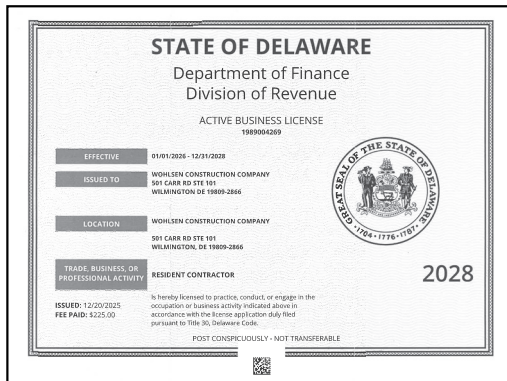 STATE OF DELAWARE
Department of Finance
Division of Revenue
ACTIVE BUSINESS LICENSE
1989004269
EFFECTIVE 01/01/2026 - 12/31/2028
ISSUED TO WOHLSEN CONSTRUCTION COMPANY
501 CARR RD STE 101
WILMINGTON DE 19809-2866
LOCATION WOHLSEN CONSTRUCTION COMPANY
501 CARR RD STE 101
WILMINGTON, DE 19809-2866
GREAT SEAL OF THE STATE OF DELAWARE
1764 • 1776 • 1787
TRADE, BUSINESS, OR
PROFESSIONAL ACTIVITY
RESIDENT CONTRACTOR
2028
ISSUED: 12/20/2025
FEE PAID: $225.00
Is hereby licensed to practice, conduct, or engage in the
occupation or business activity indicated above in
accordance with the license application duly filed
pursuant to Title 30, Delaware Code.
POST CONSPICUOUSLY - NOT TRANSFERABLE